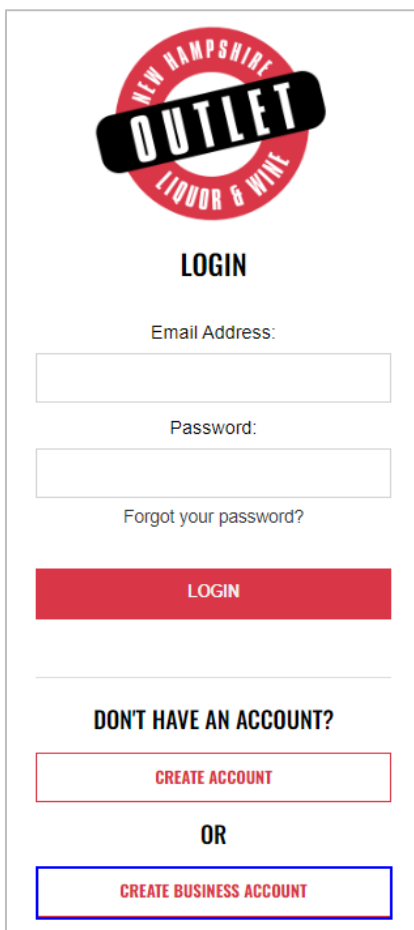 NEW HAMPSHIRE
OUTLET
LIQUOR & WINE
LOGIN
Email Address:
Password:
Forgot your password?
LOGIN
DON'T HAVE AN ACCOUNT?
CREATE ACCOUNT
OR
CREATE BUSINESS ACCOUNT